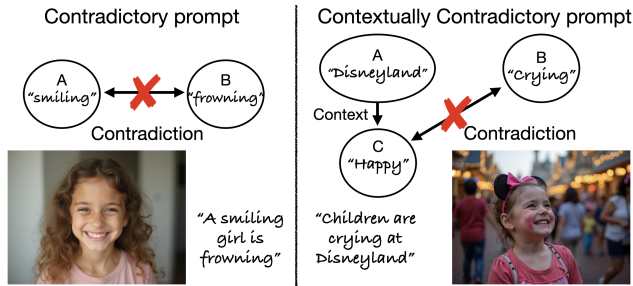 Contradictory prompt
A
"smiling"
B
"frowning"
Contradiction
"A smiling
girl is
frowning"
Contextually Contradictory prompt
A
"Disneyland"
B
"Crying"
Context
C
"Happy"
Contradiction
"Children are
crying at
Disneyland"